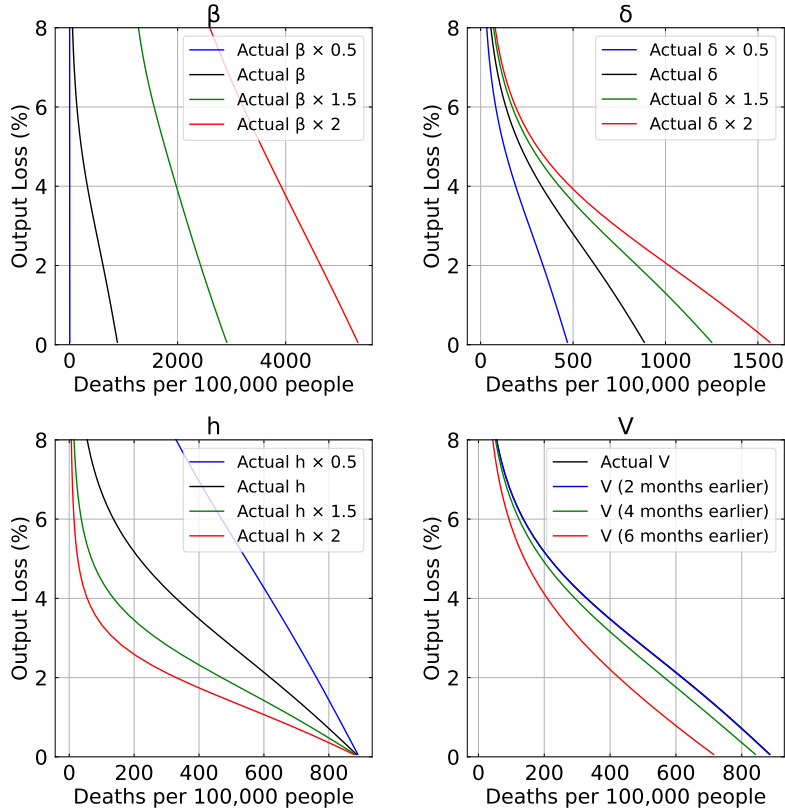 β
Output Loss (%)
8
6
4
2
0
Actual β × 0.5
Actual β
Actual β × 1.5
Actual β × 2
0 2000 4000
Deaths per 100,000 people
δ
Output Loss (%)
8
6
4
2
0
Actual δ × 0.5
Actual δ
Actual δ × 1.5
Actual δ × 2
0 500 1000 1500
Deaths per 100,000 people
h
Output Loss (%)
8
6
4
2
0
Actual h × 0.5
Actual h
Actual h × 1.5
Actual h × 2
0 200 400 600 800
Deaths per 100,000 people
V
Output Loss (%)
8
6
4
2
0
Actual V
V (2 months earlier)
V (4 months earlier)
V (6 months earlier)
0 200 400 600 800
Deaths per 100,000 people